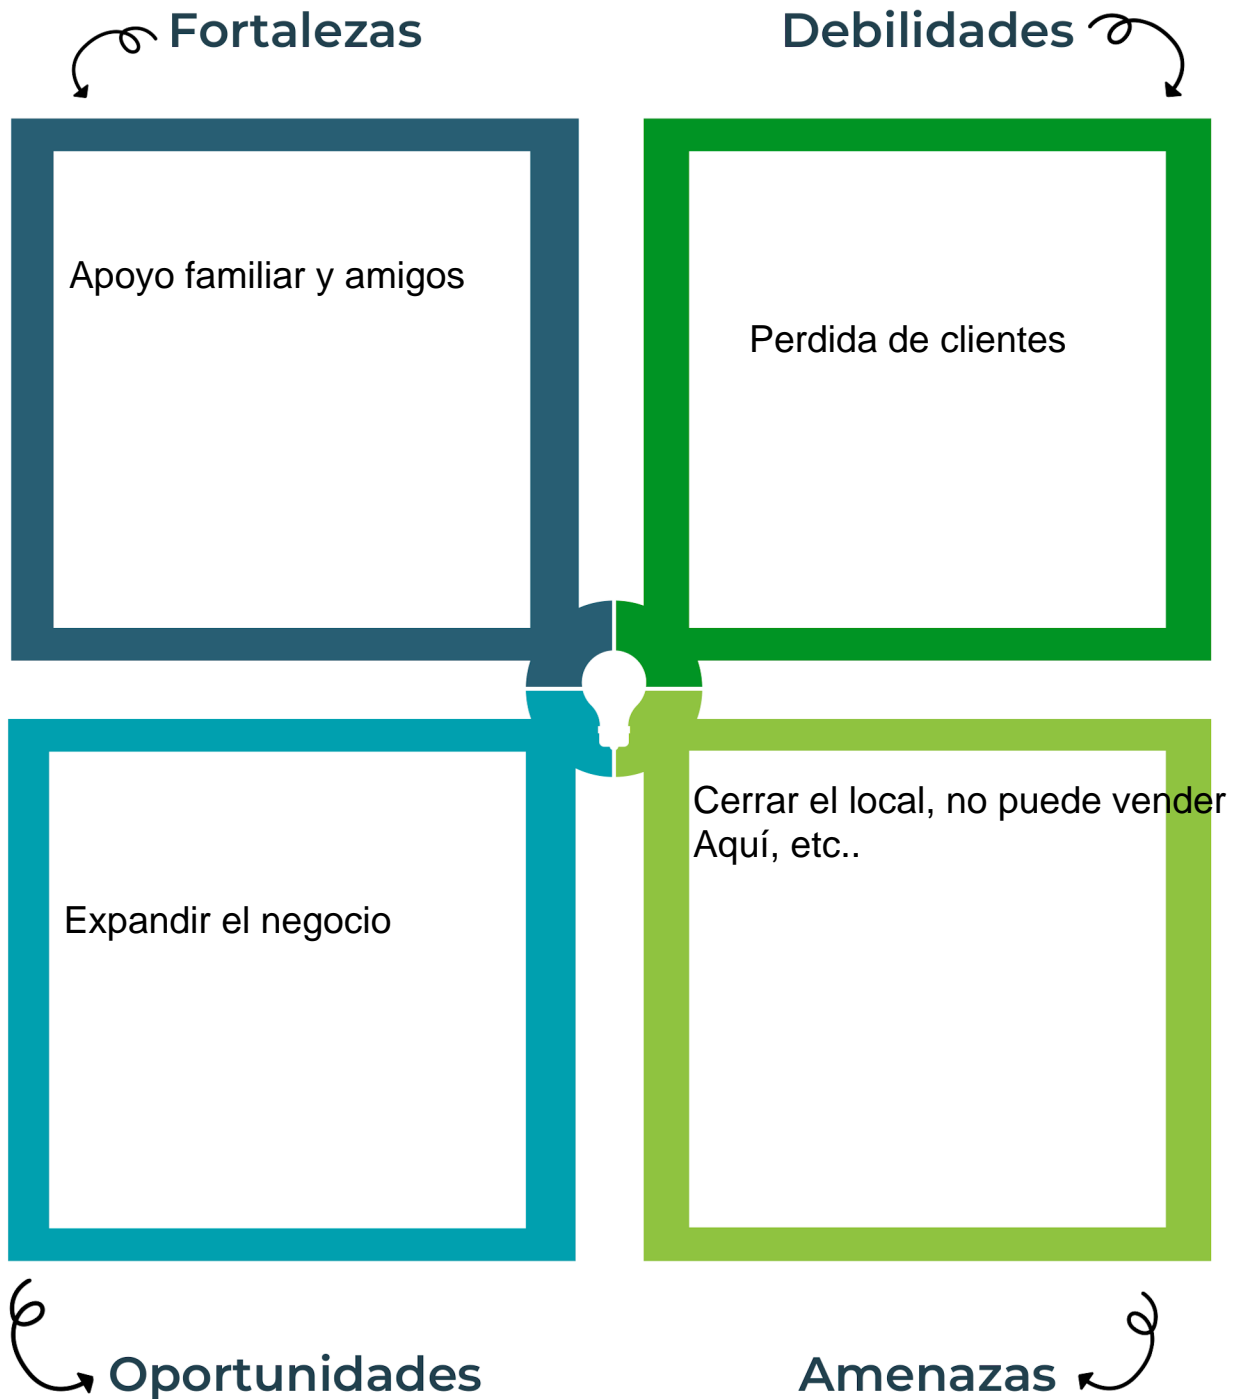 Fortalezas
Debilidades
Apoyo familiar y amigos
Perdida de clientes
Expandir el negocio
Cerrar el local, no puede vender
Aquí, etc..
Oportunidades
Amenazas